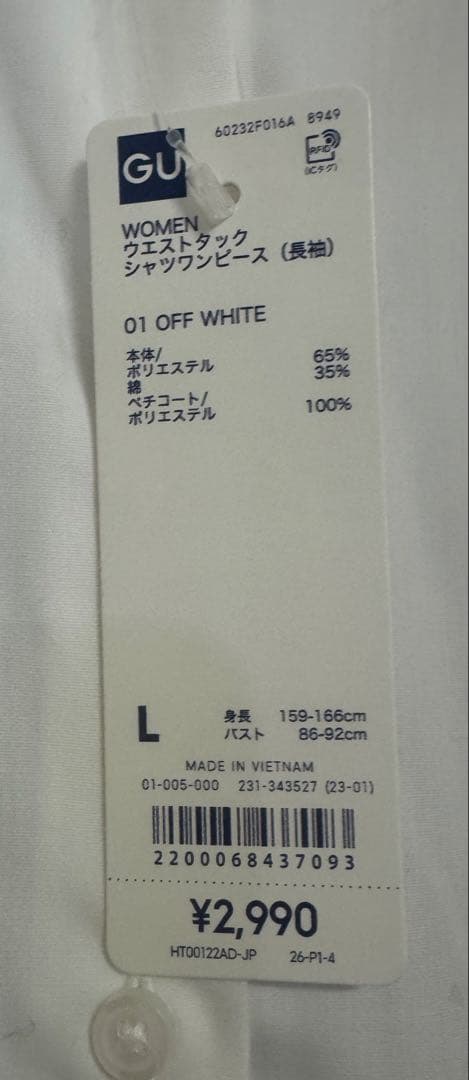 60232F016A 8949
GU
RFID
(ICタグ)
WOMEN
ウエストタック
シャツワンピース（長袖）
01 OFF WHITE
本体/
ポリエステル 65%
綿 35%
ペチコート/
ポリエステル 100%
L 身長 159-166cm
バスト 86-92cm
MADE IN VIETNAM
01-005-000 231-343527 (23-01)
2200068437093
¥2,990
HT00122AD-JP 26-P1-4